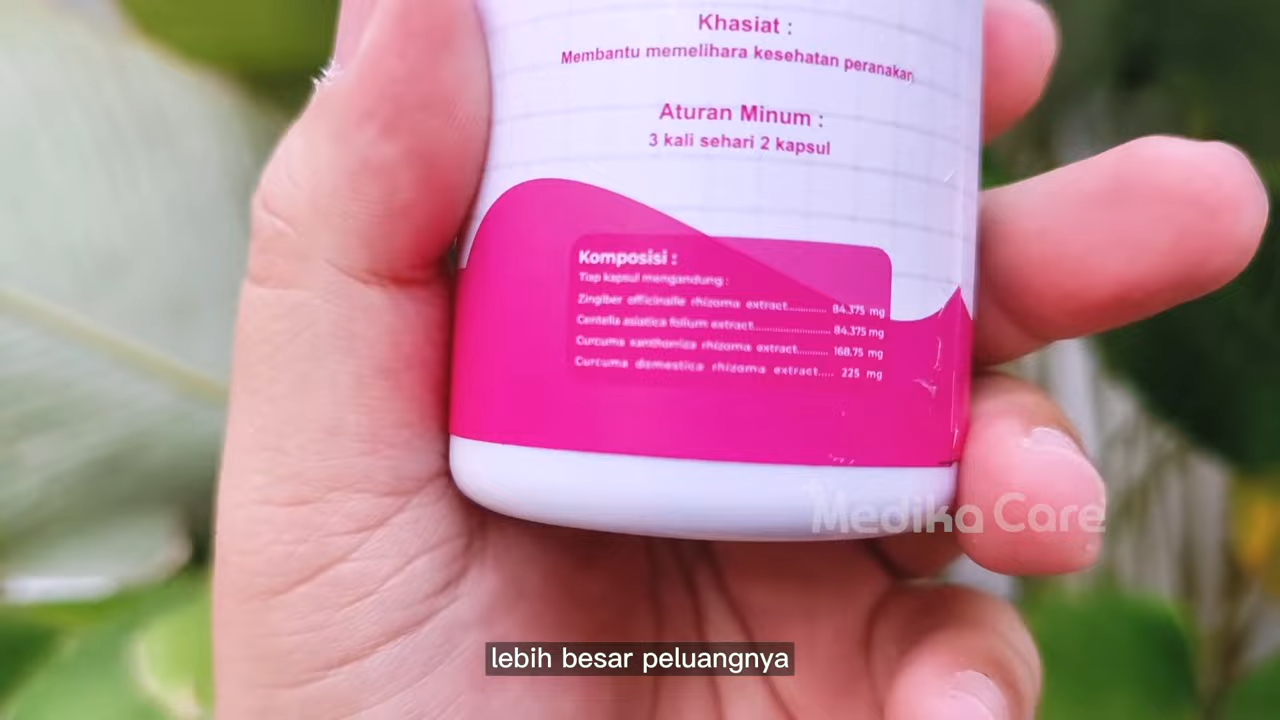 Khasiat :
Membantu memelihara kesehatan peranakan
Aturan Minum :
3 kali sehari 2 kapsul
Komposisi :
Tiap kapsul mengandung :
Zingiber officinalle rhizoma extract............ 84.375 mg
Centella asiatica folium extract....................... 84.375 mg
Curcuma xanthorriza rhizoma extract.......... 168.75 mg
Curcuma domestica rhizoma extract..... 225 mg
Medika Care
lebih besar peluangnya